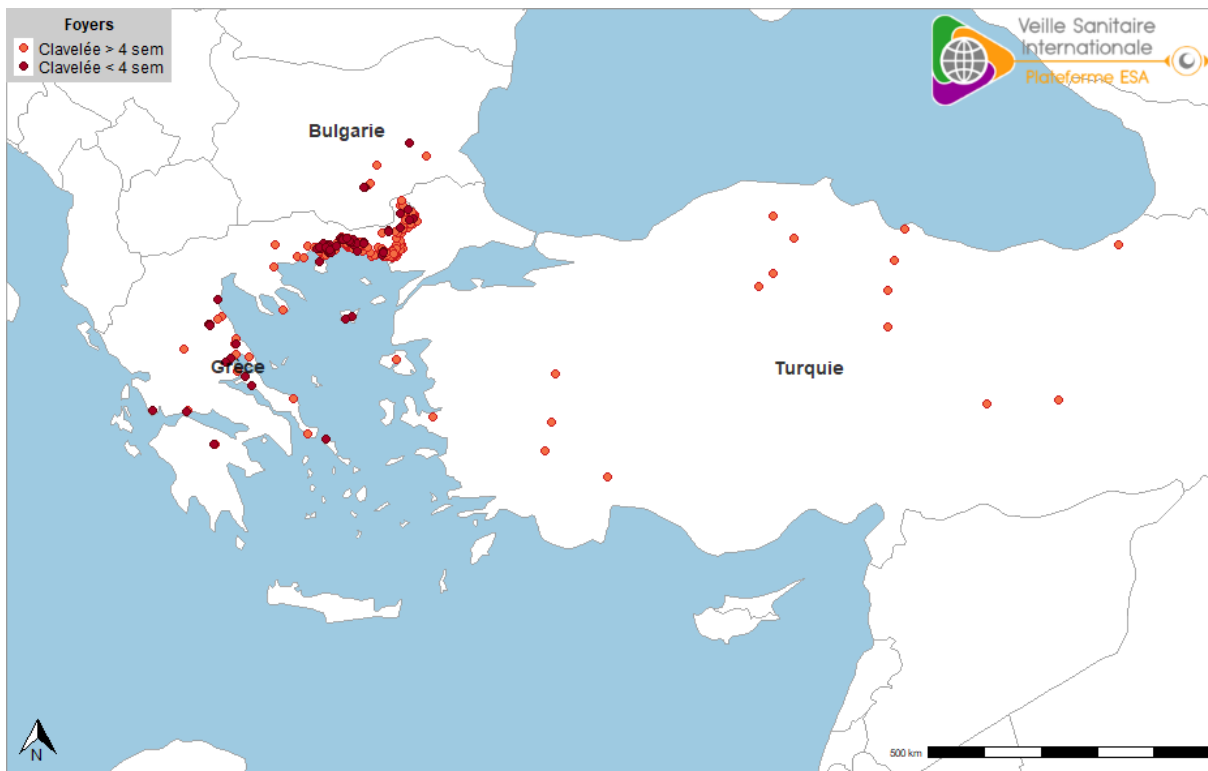 Foyers
Clavelée > 4 sem
Clavelée < 4 sem
Veille Sanitaire
Internationale
Plateforme ESA
Bulgarie
Grèce
Turquie
N
500 km